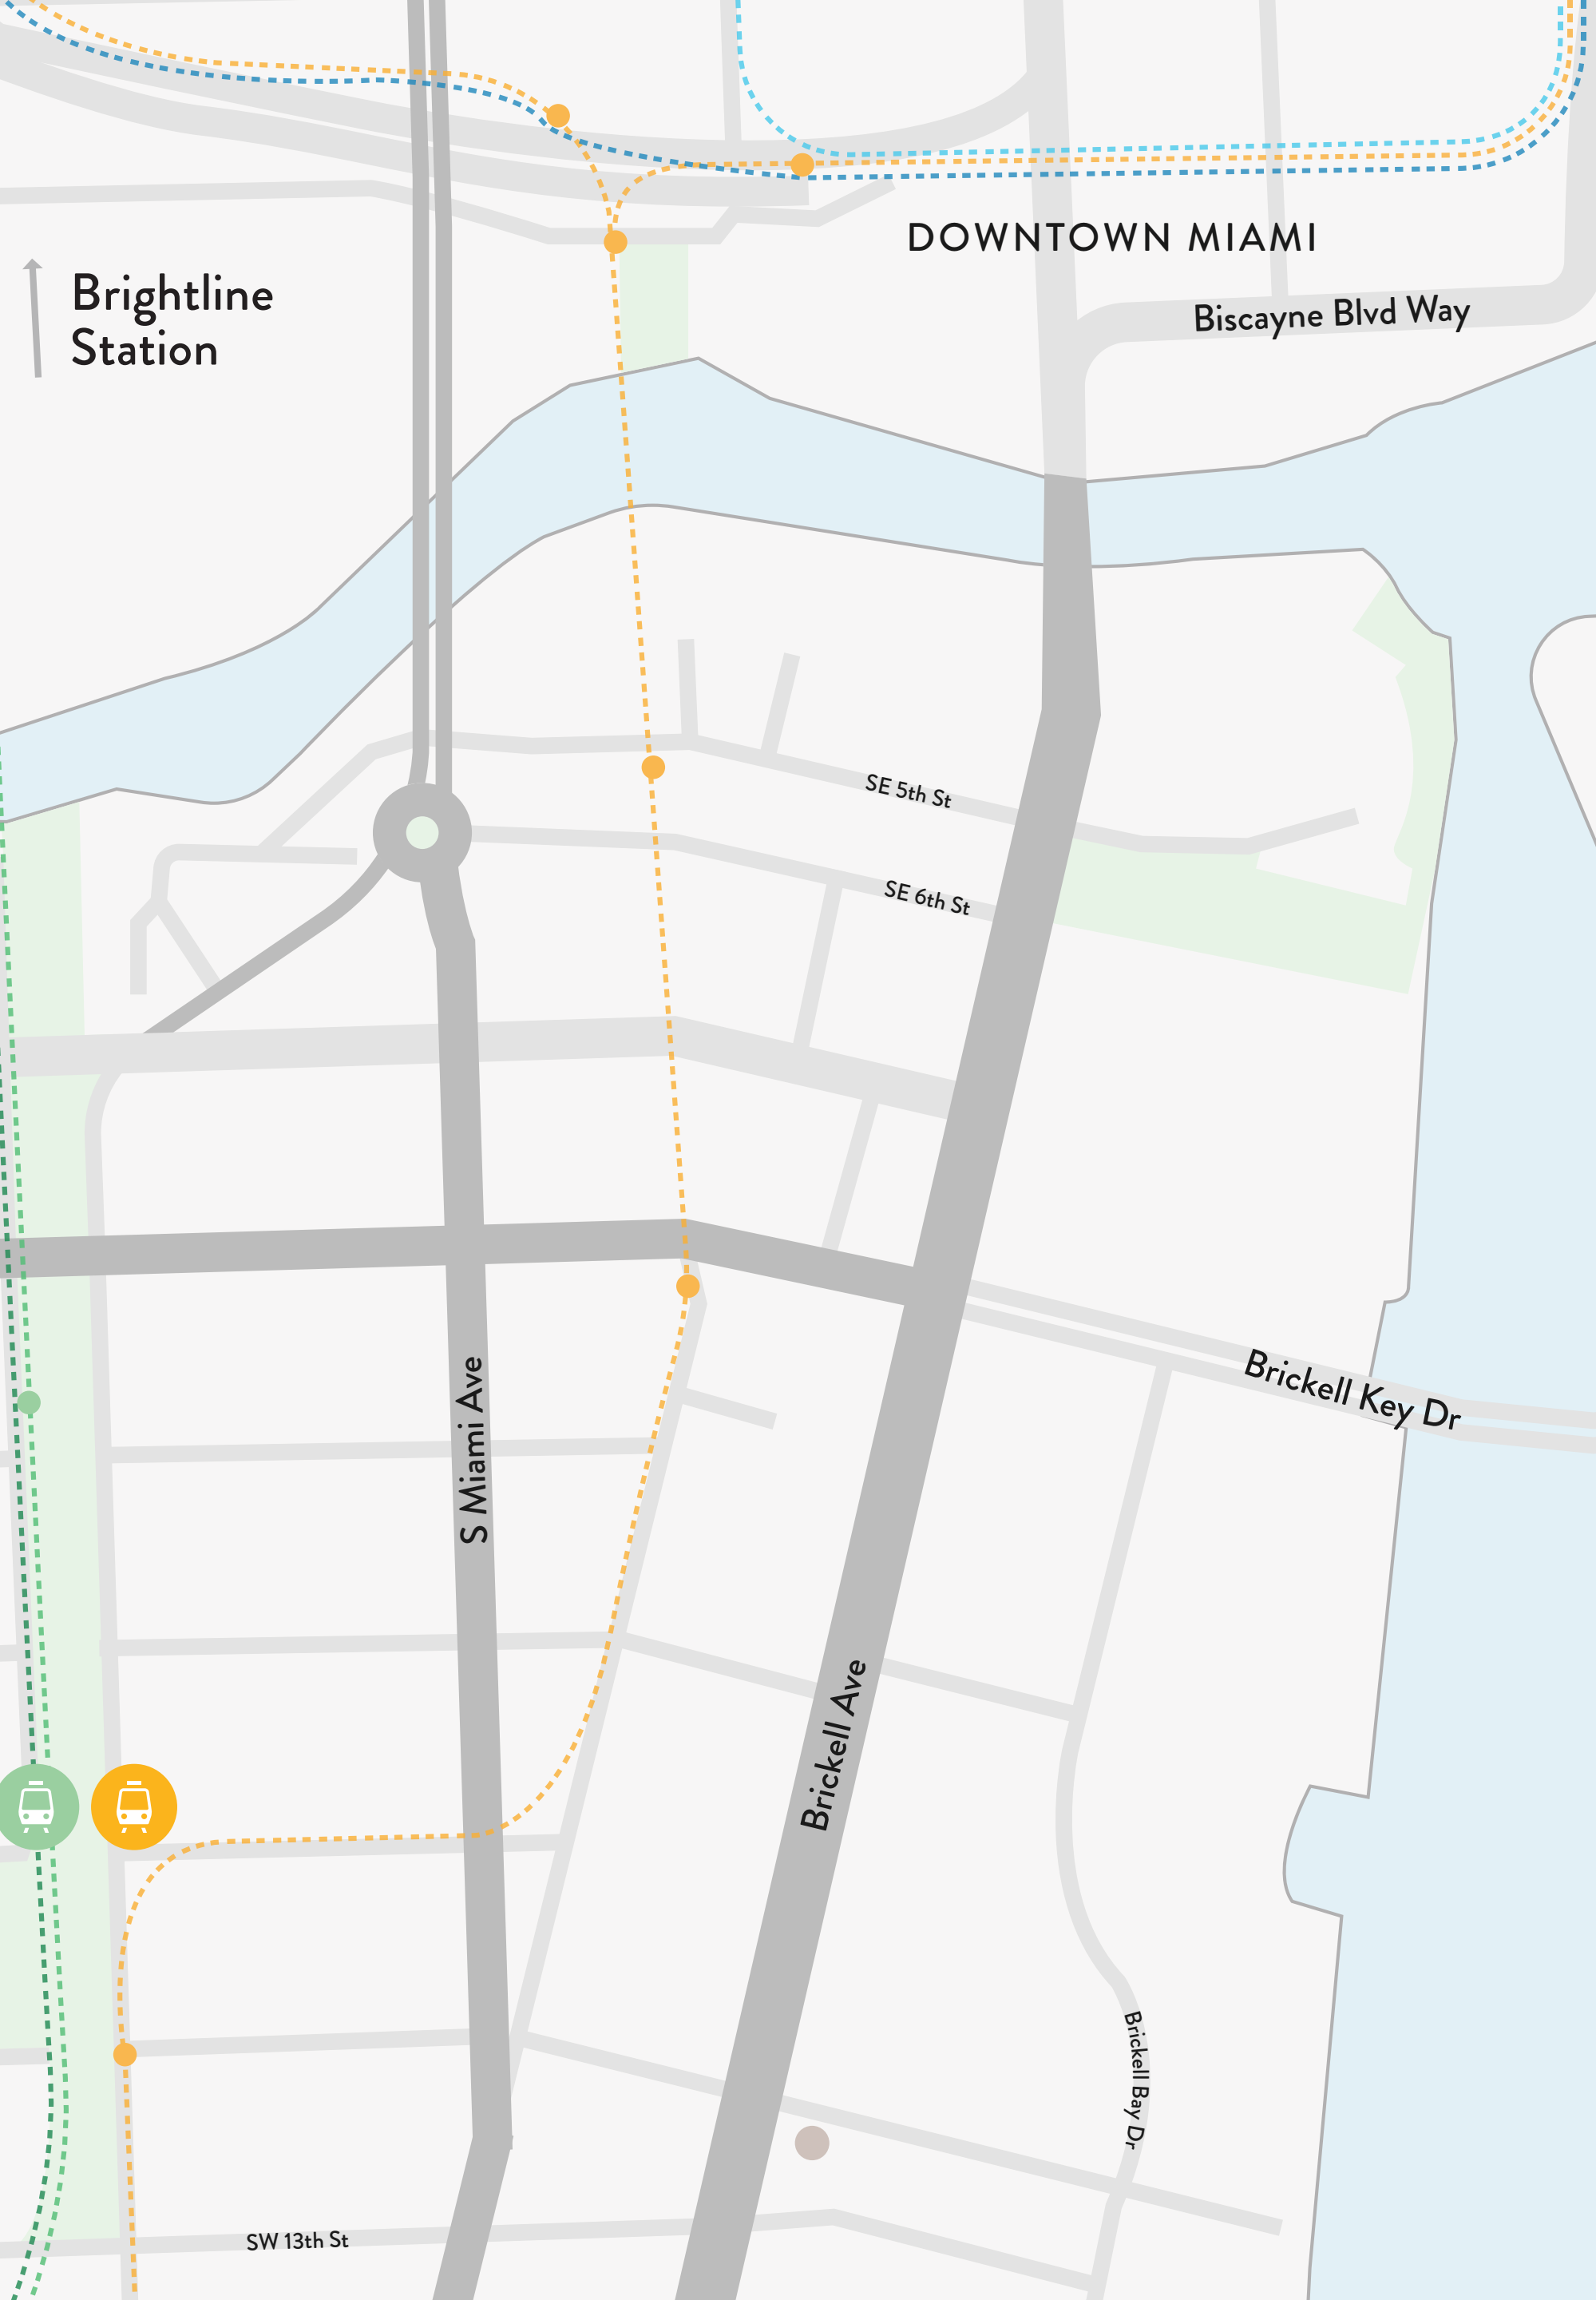 DOWNTOWN MIAMI
Brightline
Station
Biscayne Blvd Way
SE 5th St
SE 6th St
Brickell Key Dr
S Miami Ave
Brickell Ave
Brickell Bay Dr
SW 13th St